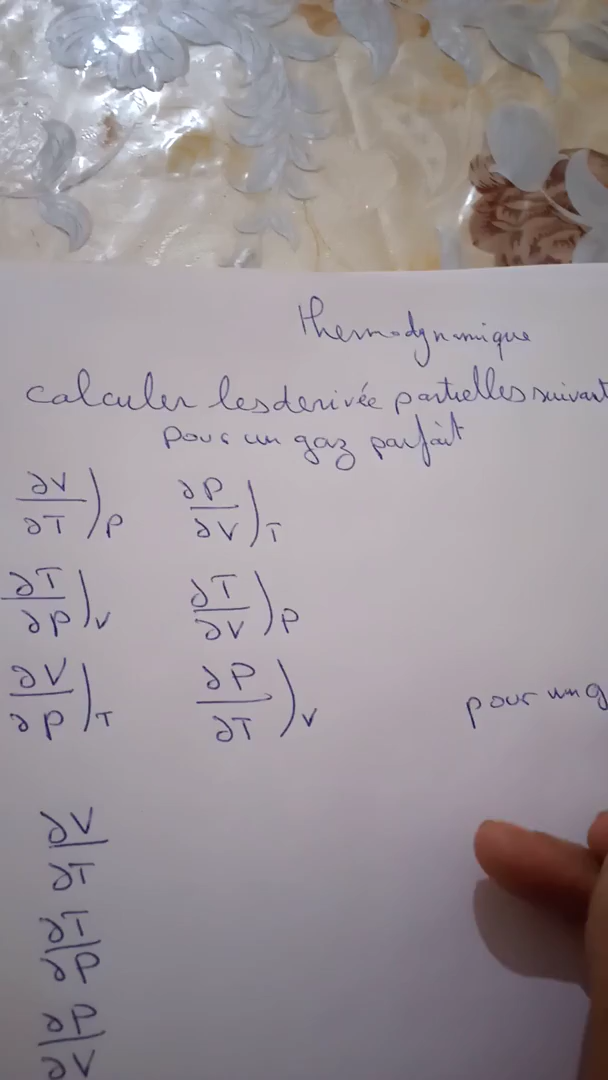 thermodynamique
calculer les derivée partielles suivant
pour un gaz parfait
∂V/∂T)P ∂P/∂V)T
∂T/∂P)V ∂T/∂V)P
∂V/∂P)T ∂P/∂T)V
pour un g
∂V/∂T
∂T/∂P
∂P/∂V